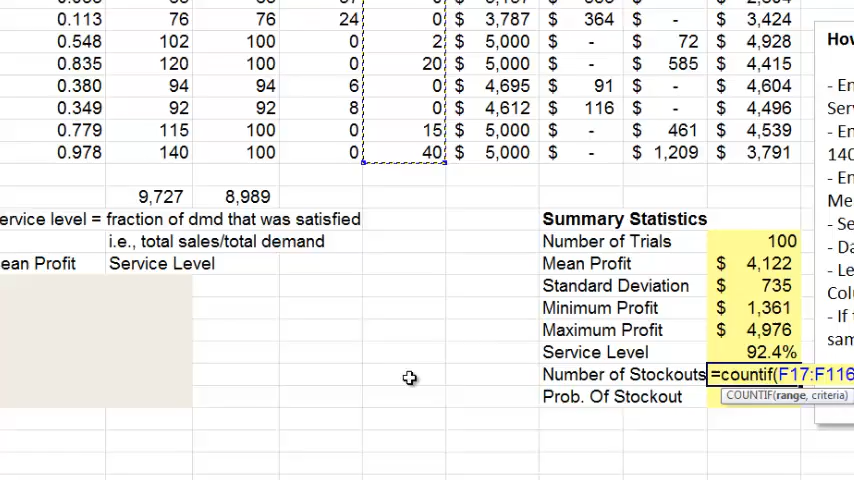 0.113 76 76 24 0 $ 3,787 $ 364 $ - $ 3,424
0.548 102 100 0 2 $ 5,000 $ - $ 72 $ 4,928
0.835 120 100 0 20 $ 5,000 $ - $ 585 $ 4,415
0.380 94 94 6 0 $ 4,695 $ 91 $ - $ 4,604
0.349 92 92 8 0 $ 4,612 $ 116 $ - $ 4,496
0.779 115 100 0 15 $ 5,000 $ - $ 461 $ 4,539
0.978 140 100 0 40 $ 5,000 $ - $ 1,209 $ 3,791
9,727 8,989
ervice level = fraction of dmd that was satisfied
i.e., total sales/total demand
ean Profit Service Level
Summary Statistics
Number of Trials 100
Mean Profit $ 4,122
Standard Deviation $ 735
Minimum Profit $ 1,361
Maximum Profit $ 4,976
Service Level 92.4%
Number of Stockouts =countif(F17:F116
COUNTIF(range, criteria)
Prob. Of Stockout
How
- En
Serv
- En
140
- En
Me
- Se
- Da
- Le
Colu
- If t
sam